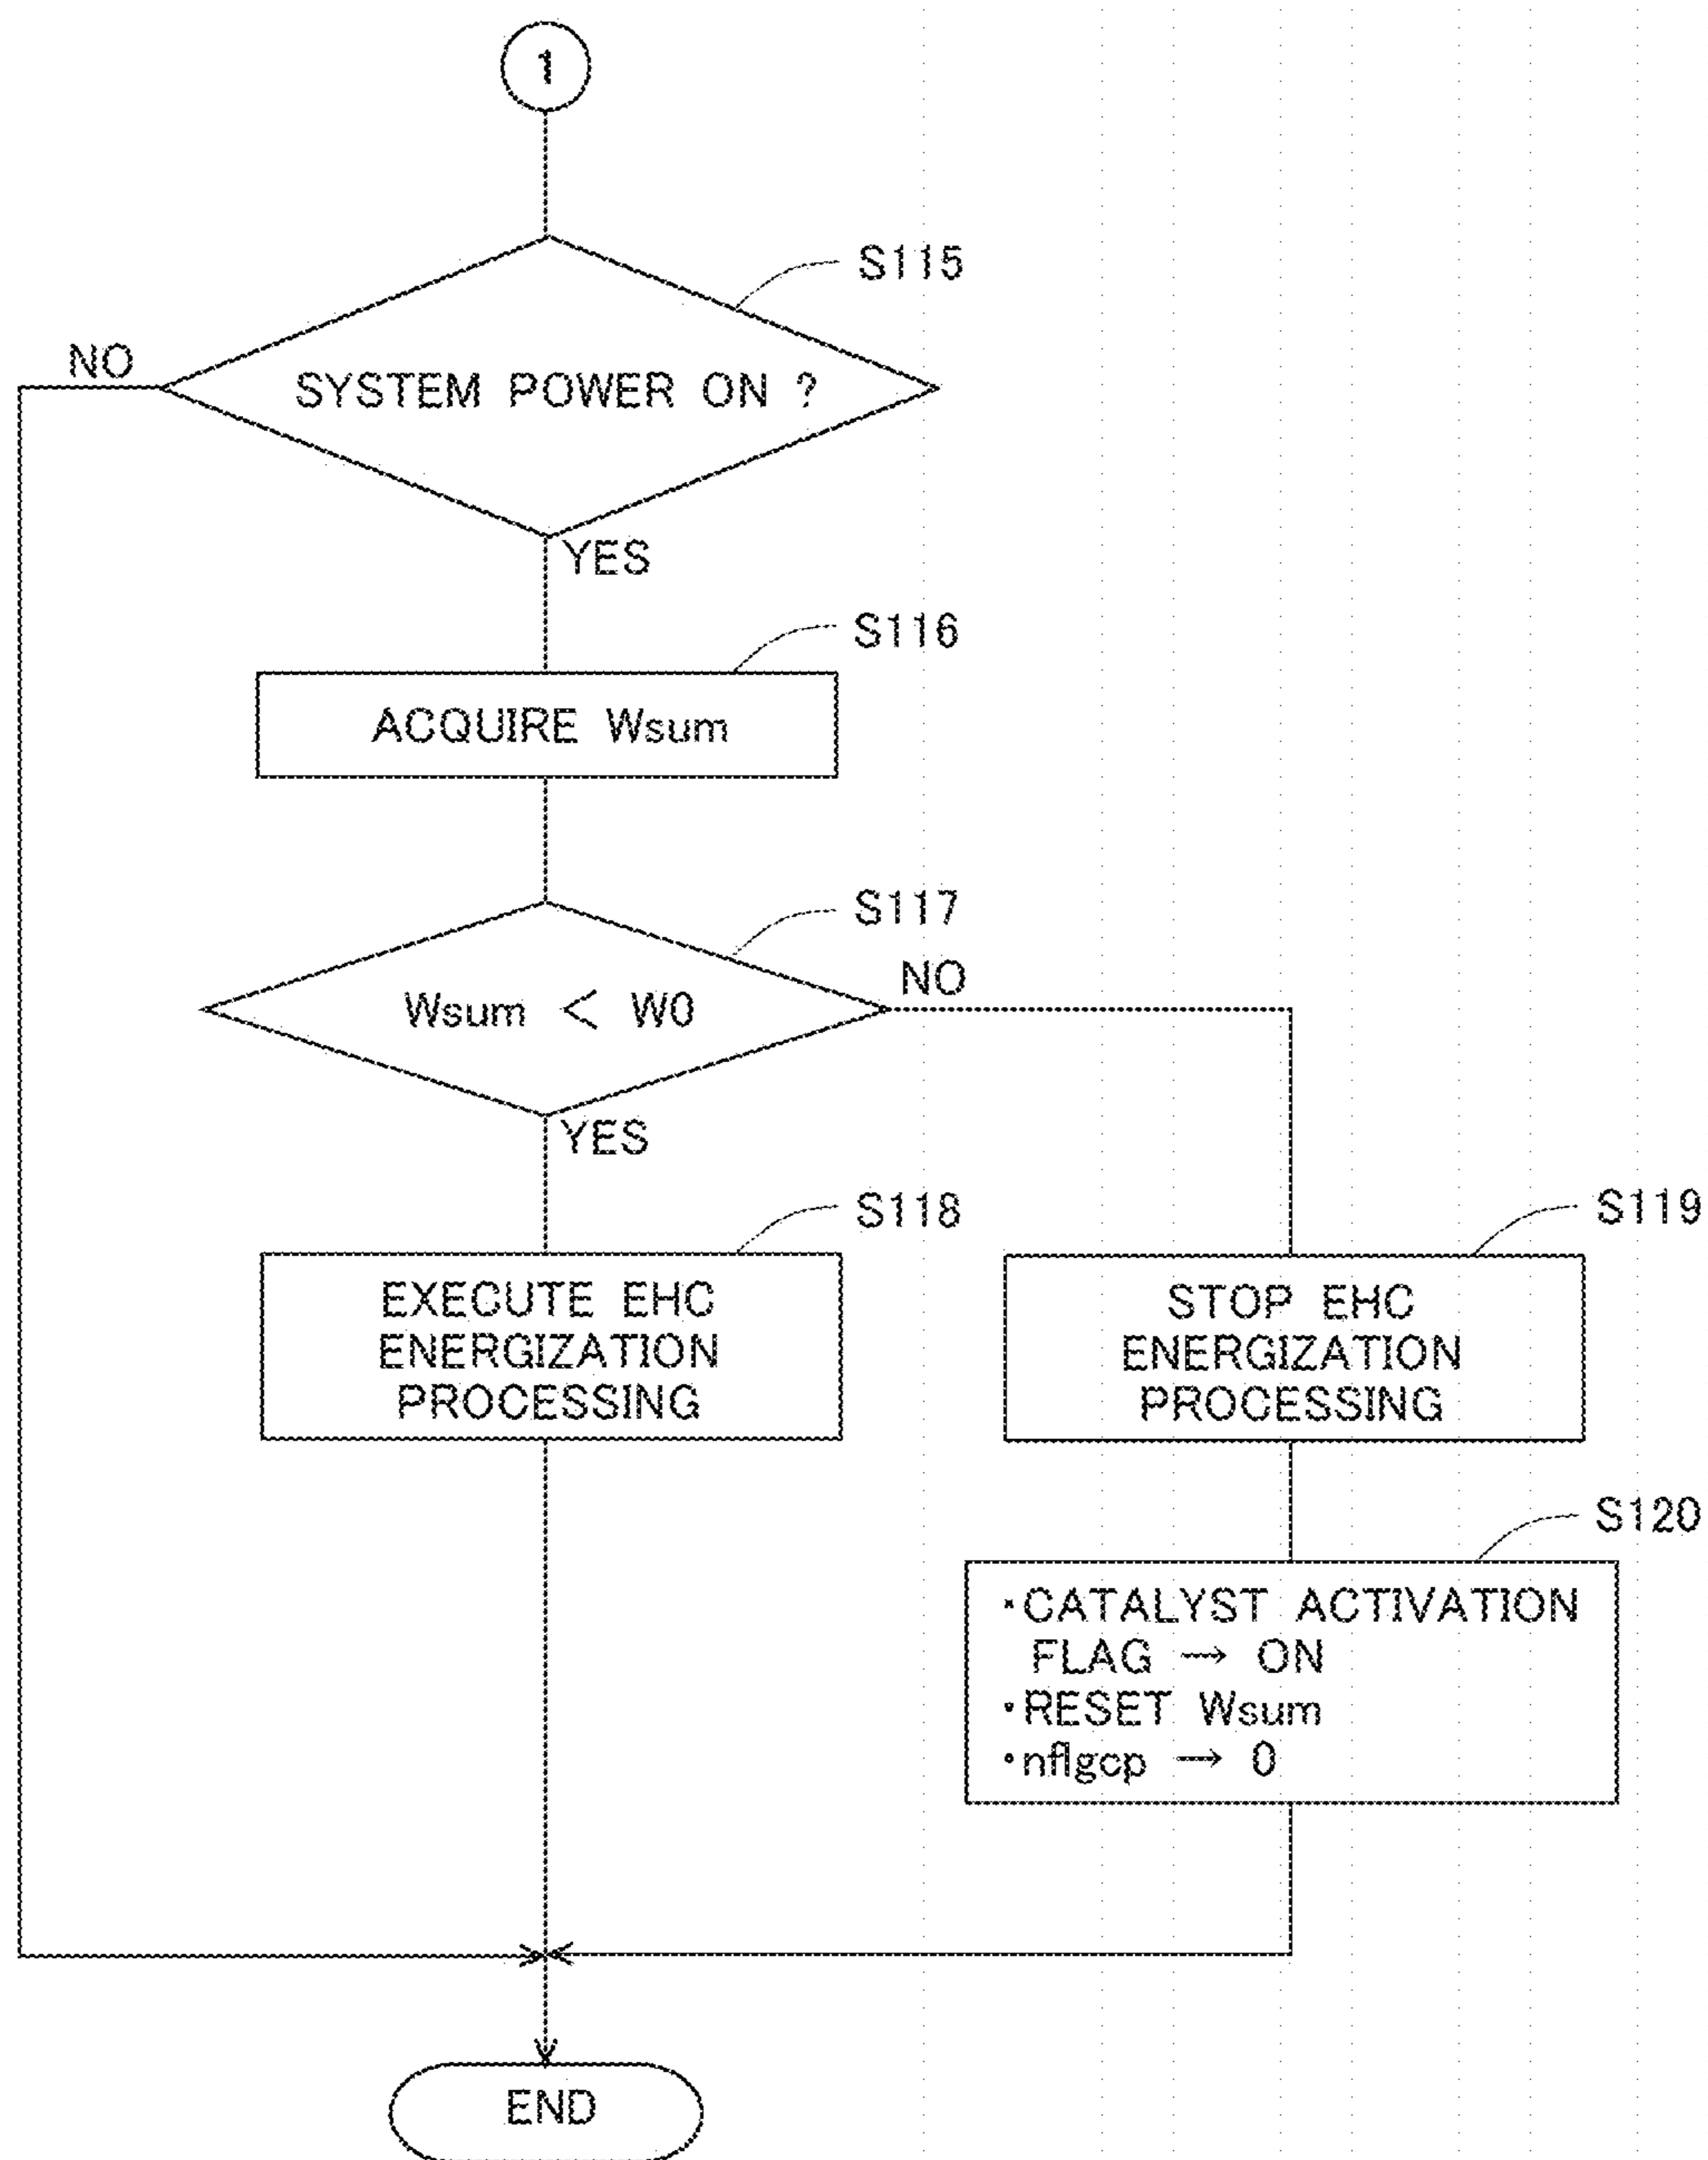 1
S115
NO
SYSTEM POWER ON ?
YES
S116
ACQUIRE Wsum
S117
NO
Wsum < W0
YES
S118
S119
EXECUTE EHC
ENERGIZATION
PROCESSING
STOP EHC
ENERGIZATION
PROCESSING
S120
・CATALYST ACTIVATION
FLAG → ON
・RESET Wsum
・nflgcp → 0
END